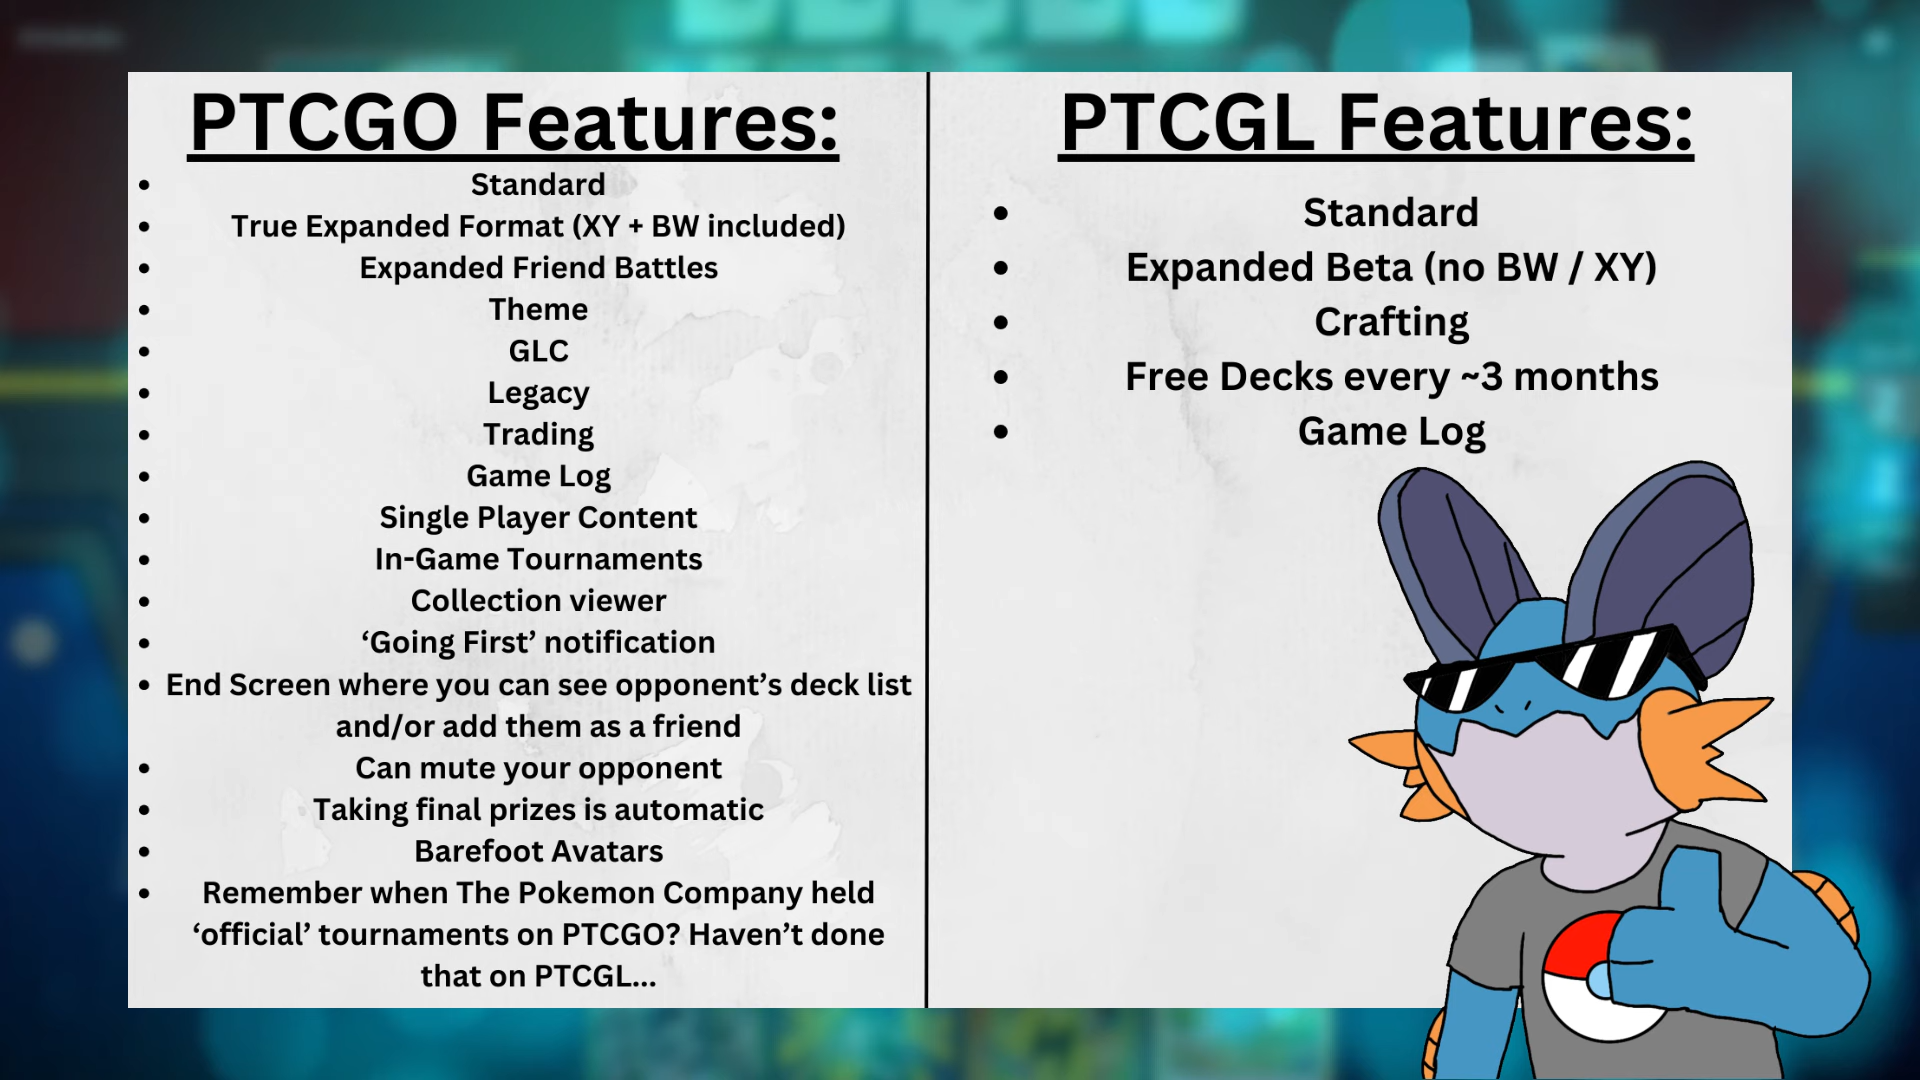 PTCGO Features:
• Standard
• True Expanded Format (XY + BW included)
• Expanded Friend Battles
• Theme
• GLC
• Legacy
• Trading
• Game Log
• Single Player Content
• In-Game Tournaments
• Collection viewer
• ‘Going First’ notification
• End Screen where you can see opponent’s deck list
and/or add them as a friend
• Can mute your opponent
• Taking final prizes is automatic
• Barefoot Avatars
• Remember when The Pokemon Company held
‘official’ tournaments on PTCGO? Haven’t done
that on PTCGL...
PTCGL Features:
• Standard
• Expanded Beta (no BW / XY)
• Crafting
• Free Decks every ~3 months
• Game Log